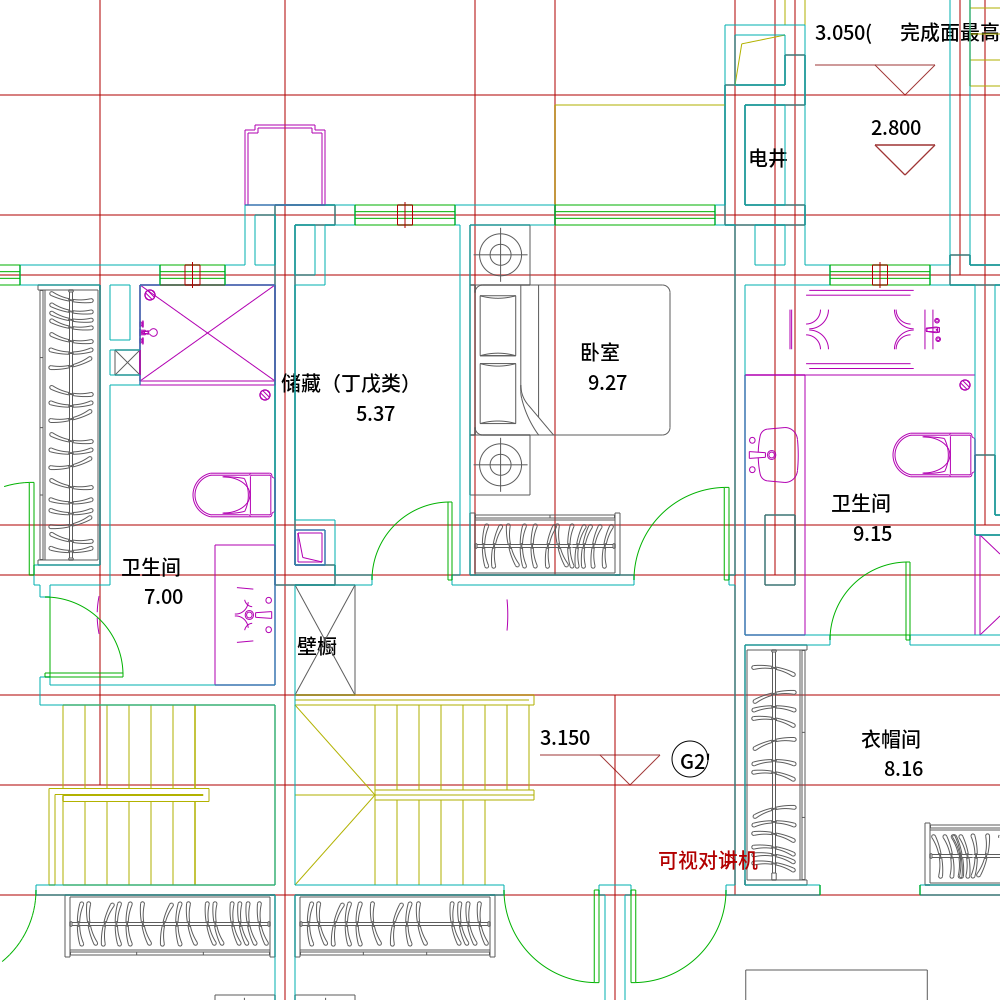 3.050( 完成面最高
2.800
电井
卧室
9.27
储藏（丁戊类）
5.37
卫生间
9.15
卫生间
7.00
壁橱
3.150
G2'
衣帽间
8.16
可视对讲机